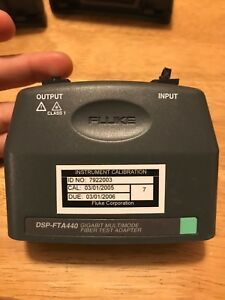 OUTPUT
INPUT
FLUKE
CLASS 1
INSTRUMENT CALIBRATION
ID NO: 7922003
CAL: 03/01/2005
7
DUE: 03/01/2006
Fluke Corporation
DSP-FTA440 GIGABIT MULTIMODE
FIBER TEST ADAPTER